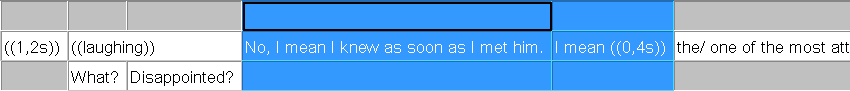 ((1,2s)) ((laughing)) No, I mean I knew as soon as I met him. I mean ((0,4s)) the/ one of the most att
What? Disappointed?